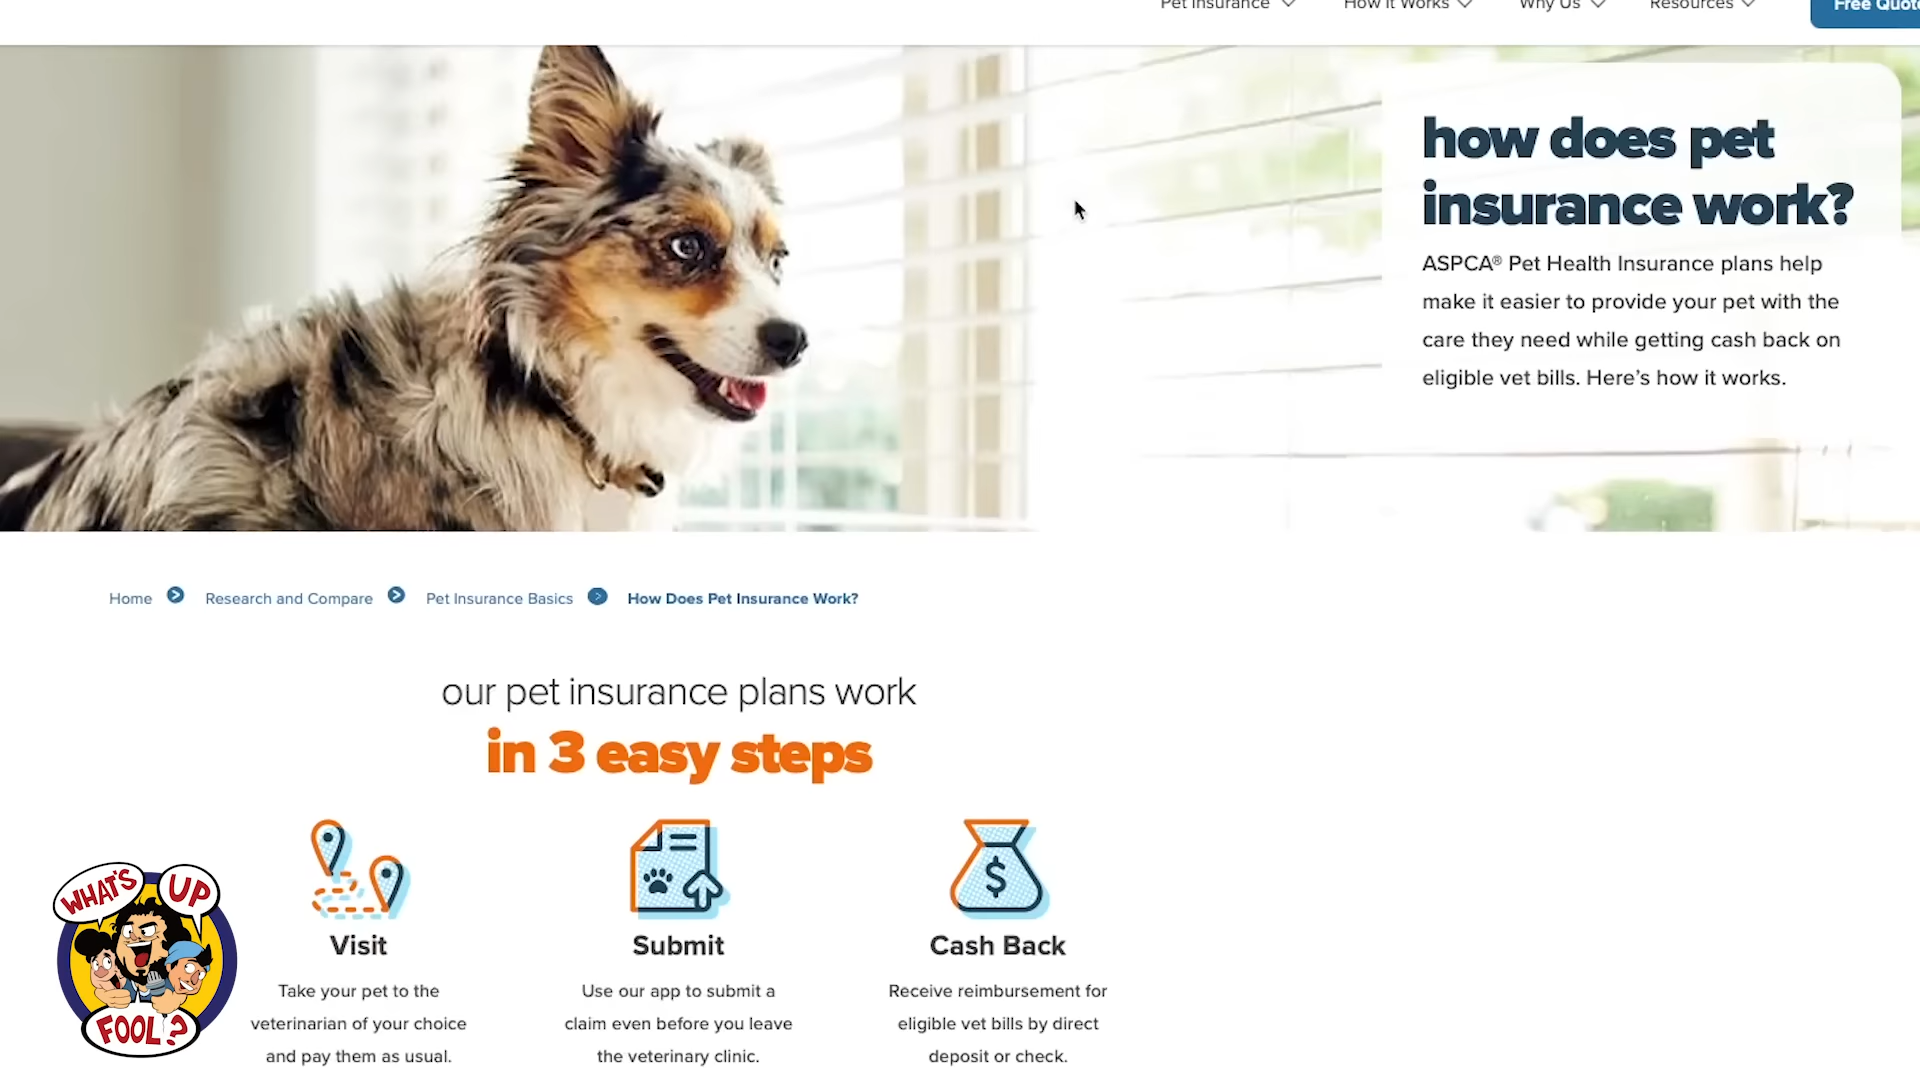 Pet Insurance
How It Works
Why Us
Resources
Free Quote
how does pet
insurance work?
ASPCA® Pet Health Insurance plans help
make it easier to provide your pet with the
care they need while getting cash back on
eligible vet bills. Here’s how it works.
Home
Research and Compare
Pet Insurance Basics
How Does Pet Insurance Work?
our pet insurance plans work
in 3 easy steps
Visit
Take your pet to the
veterinarian of your choice
and pay them as usual.
Submit
Use our app to submit a
claim even before you leave
the veterinary clinic.
Cash Back
Receive reimbursement for
eligible vet bills by direct
deposit or check.
WHAT'S
UP
FOOL?